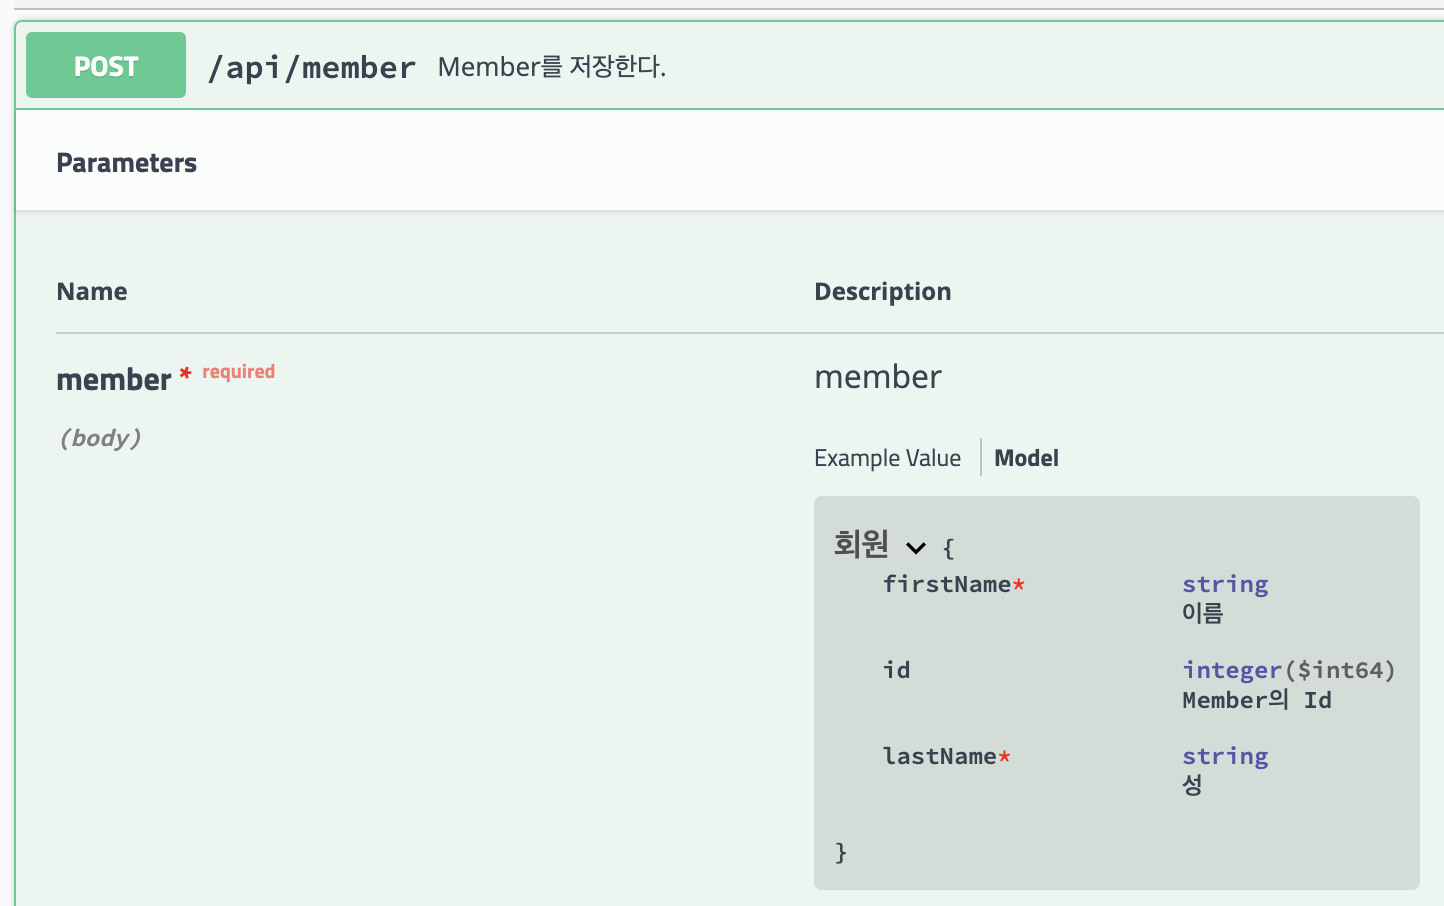 POST /api/member Member를 저장한다.
Parameters
Name Description
member * required member
(body)
Example Value Model
회원 {
firstName* string
이름
id integer($int64)
Member의 Id
lastName* string
성
}